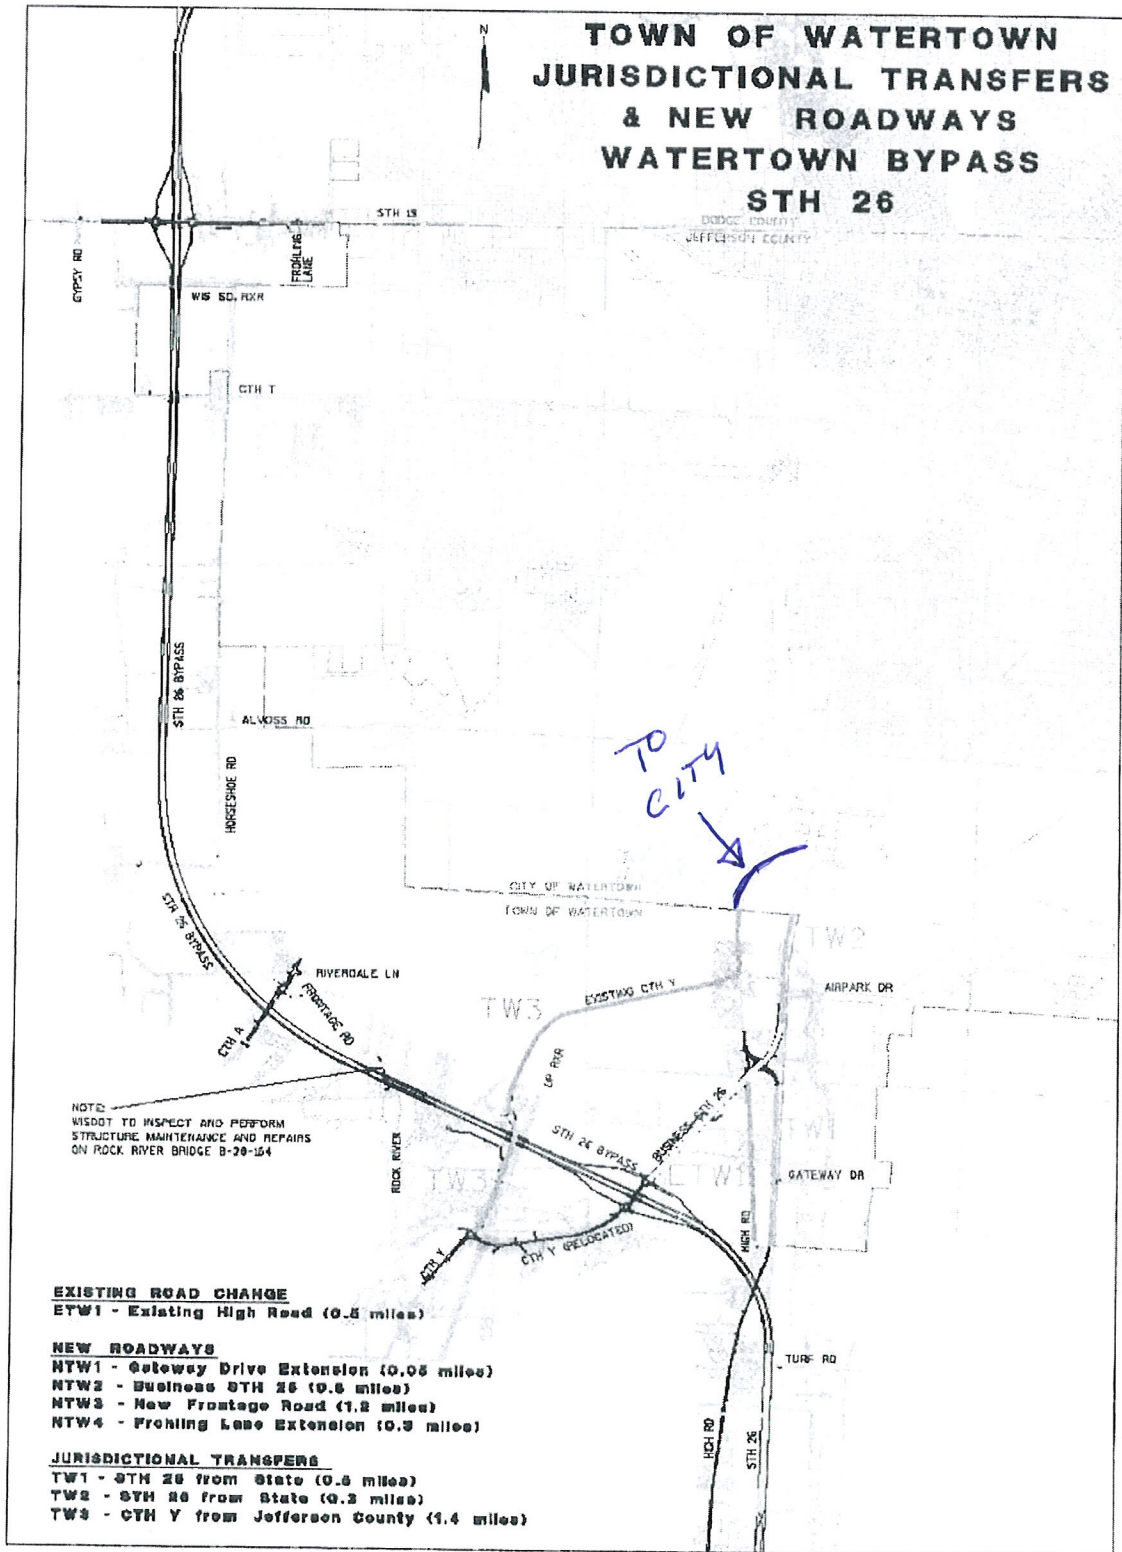 TOWN OF WATERTOWN
JURISDICTIONAL TRANSFERS
& NEW ROADWAYS
WATERTOWN BYPASS
STH 26
N
STH 19
DODGE COUNTY
JEFFERSON COUNTY
GYPSY RD
FROHLING
LANE
WIS SO. RXR
CTH T
STH 26 BYPASS
ALVOSS RD
HORSESHOE RD
TO
CITY
CITY OF WATERTOWN
TOWN OF WATERTOWN
STH 26 BYPASS
TW2
RIVERDALE LN
FRONTAGE RD
CTH A
EXISTING CTH Y
TW3
AIRPARK DR
UP RXR
NOTE:
WISDOT TO INSPECT AND PERFORM
STRUCTURE MAINTENANCE AND REPAIRS
ON ROCK RIVER BRIDGE B-28-164
ROCK RIVER
STH 26 BYPASS
BUSINESS STH 26
TW1
TW3
ETW1
GATEWAY DR
HIGH RD
CTH Y
CTH Y (RELOCATED)
EXISTING ROAD CHANGE
ETW1 - Existing High Road (0.5 miles)
NEW ROADWAYS
NTW1 - Gateway Drive Extension (0.05 miles)
NTW2 - Business STH 26 (0.5 miles)
NTW3 - New Frontage Road (1.2 miles)
NTW4 - Frohling Lane Extension (0.3 miles)
JURISDICTIONAL TRANSFERS
TW1 - STH 26 from State (0.5 miles)
TW2 - STH 26 from State (0.3 miles)
TW3 - CTH Y from Jefferson County (1.4 miles)
TURF RD
HIGH RD
STH 26